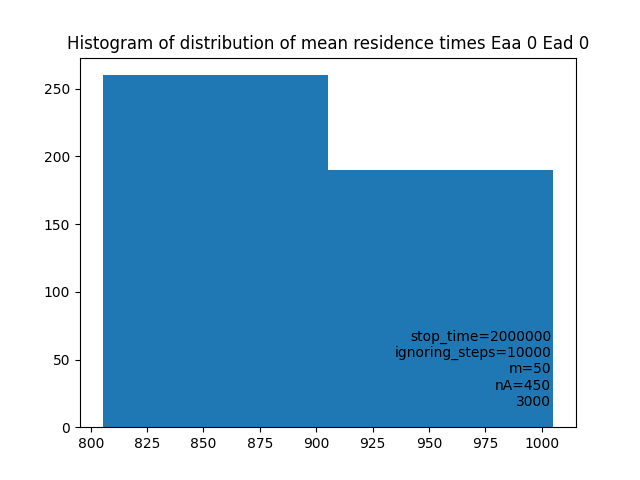 Histogram of distribution of mean residence times Eaa 0 Ead 0
250
200
150
100
50
0
stop_time=2000000
ignoring_steps=10000
m=50
nA=450
3000
800 825 850 875 900 925 950 975 1000